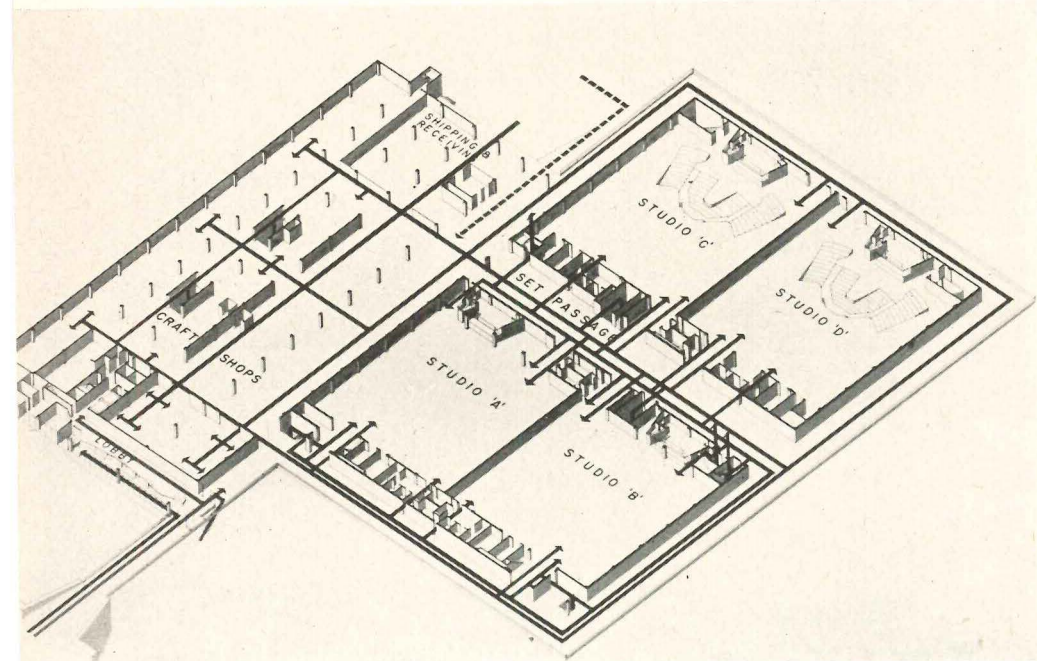 SHIPPING &
RECEIVING
STUDIO 'C'
SET PASSAGE
STUDIO 'D'
CRAFT SHOPS
STUDIO 'A'
STUDIO 'B'
LOBBY